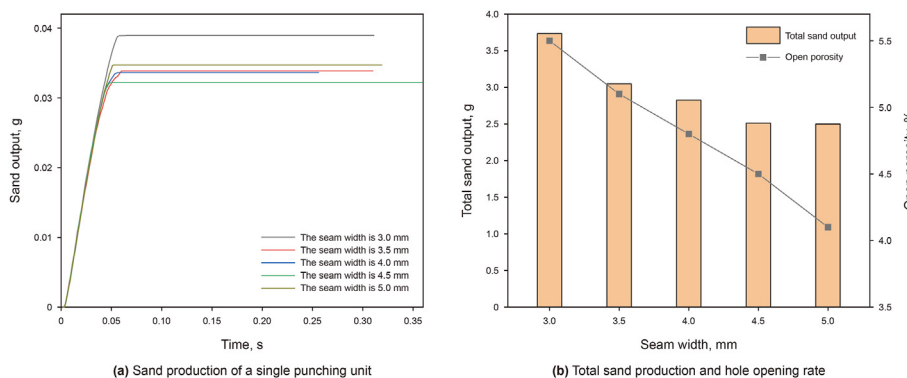 0.04
0.03
0.02
0.01
0
Sand output, g
0
0.05
0.10
0.15
0.20
0.25
0.30
0.35
Time, s
The seam width is 3.0 mm
The seam width is 3.5 mm
The seam width is 4.0 mm
The seam width is 4.5 mm
The seam width is 5.0 mm
(a) Sand production of a single punching unit
4.0
3.5
3.0
2.5
2.0
1.5
1.0
0.5
0
Total sand output, g
Total sand output
Open porosity
5.5
5.0
4.5
4.0
3.5
3.0
3.5
4.0
4.5
5.0
Seam width, mm
(b) Total sand production and hole opening rate